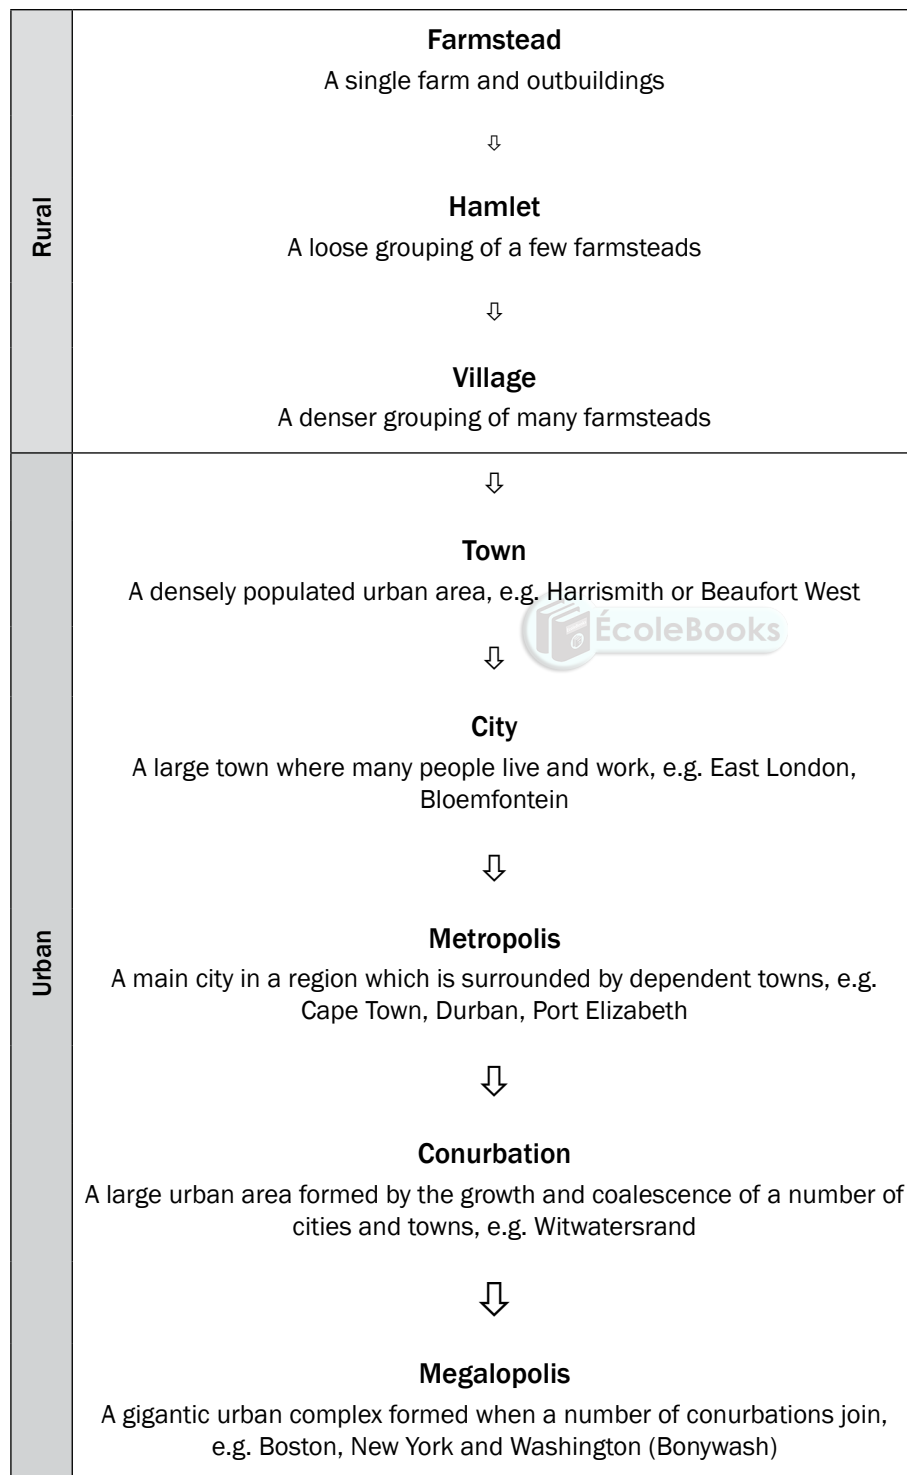 Rural
Farmstead
A single farm and outbuildings
Hamlet
A loose grouping of a few farmsteads
Village
A denser grouping of many farmsteads
Urban
Town
A densely populated urban area, e.g. Harrismith or Beaufort West
ÉcoleBooks
City
A large town where many people live and work, e.g. East London,
Bloemfontein
Metropolis
A main city in a region which is surrounded by dependent towns, e.g.
Cape Town, Durban, Port Elizabeth
Conurbation
A large urban area formed by the growth and coalescence of a number of
cities and towns, e.g. Witwatersrand
Megalopolis
A gigantic urban complex formed when a number of conurbations join,
e.g. Boston, New York and Washington (Bonywash)